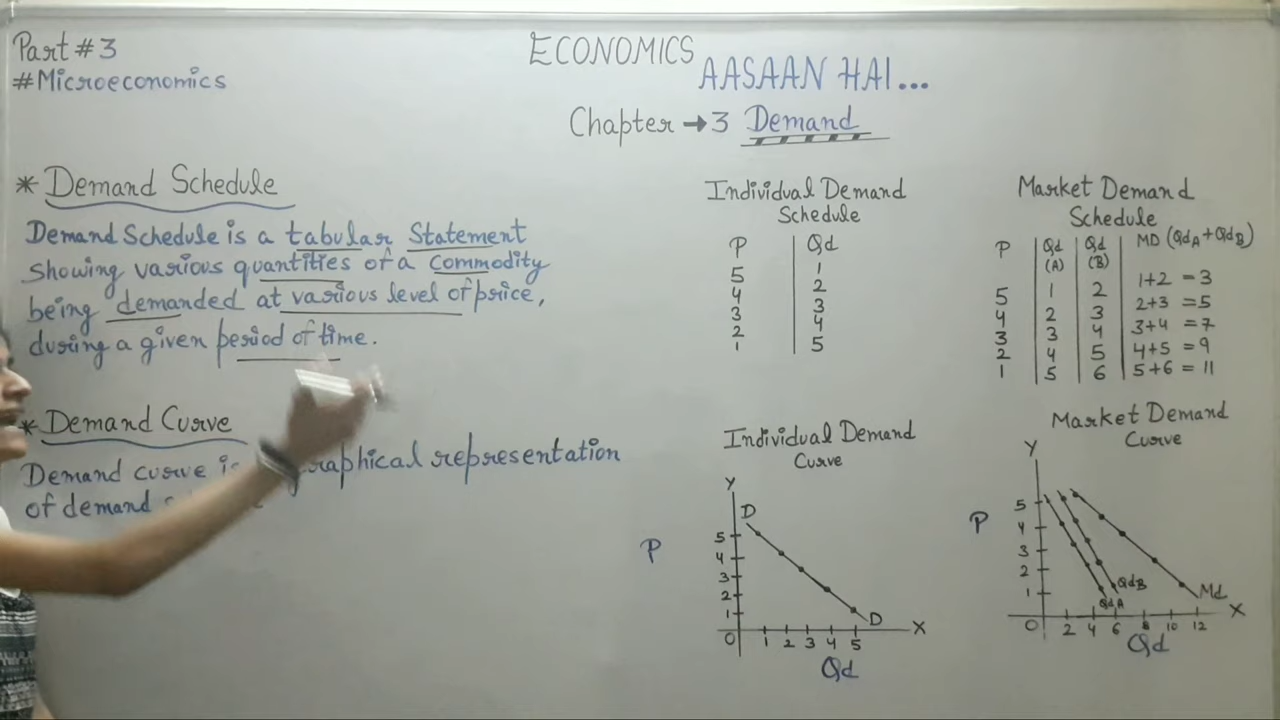 Part # 3
# Microeconomics
ECONOMICS
AASAAN HAI...
Chapter → 3 Demand
* Demand Schedule
Demand Schedule is a tabular Statement
Showing various quantities of a Commodity
being demanded at various level of price,
during a given period of time.
* Demand Curve
Demand curve is raphical representation
of demand
Individual Demand
Schedule
P Qd
5 1
4 2
3 3
2 4
1 5
Market Demand
Schedule
P Qd (A) Qd (B) MD (QdA + QdB)
5 1 2 1+2 = 3
4 2 3 2+3 = 5
3 3 4 3+4 = 7
2 4 5 4+5 = 9
1 5 6 5+6 = 11
Individual Demand
Curve
Y
D
P
5
4
3
2
1
D
X
0 1 2 3 4 5
Qd
Market Demand
Curve
Y
P
5
4
3
2
1
QdB
QdA
Md
X
0 2 4 6 8 10 12
Qd